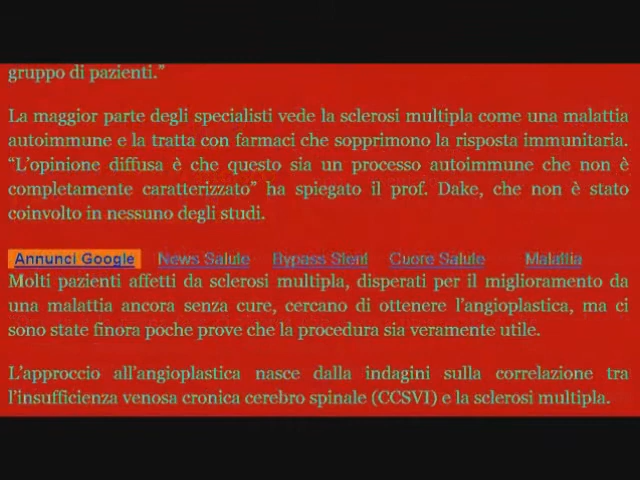 gruppo di pazienti.”
La maggior parte degli specialisti vede la sclerosi multipla come una malattia
autoimmune e la tratta con farmaci che sopprimono la risposta immunitaria.
“L’opinione diffusa è che questo sia un processo autoimmune che non è
completamente caratterizzato” ha spiegato il prof. Dake, che non è stato
coinvolto in nessuno degli studi.
Annunci Google News Salute Bypass Stent Cuore Salute Malattia
Molti pazienti affetti da sclerosi multipla, disperati per il miglioramento da
una malattia ancora senza cure, cercano di ottenere l’angioplastica, ma ci
sono state finora poche prove che la procedura sia veramente utile.
L’approccio all’angioplastica nasce dalla indagini sulla correlazione tra
l’insufficienza venosa cronica cerebro spinale (CCSVI) e la sclerosi multipla.